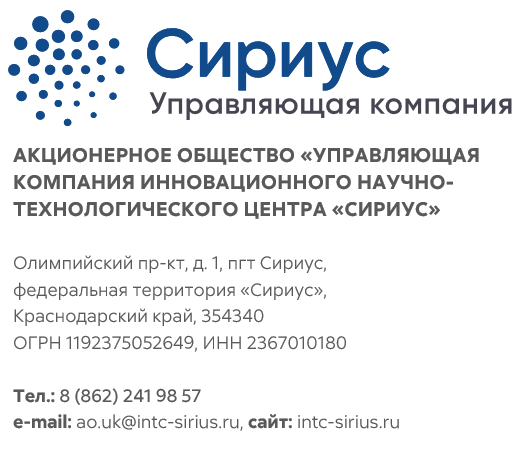 Сириус
Управляющая компания
АКЦИОНЕРНОЕ ОБЩЕСТВО «УПРАВЛЯЮЩАЯ
КОМПАНИЯ ИННОВАЦИОННОГО НАУЧНО-
ТЕХНОЛОГИЧЕСКОГО ЦЕНТРА «СИРИУС»
Олимпийский пр-кт, д. 1, пгт Сириус,
федеральная территория «Сириус»,
Краснодарский край, 354340
ОГРН 1192375052649, ИНН 2367010180
Тел.: 8 (862) 241 98 57
e-mail: ao.uk@intc-sirius.ru, сайт: intc-sirius.ru